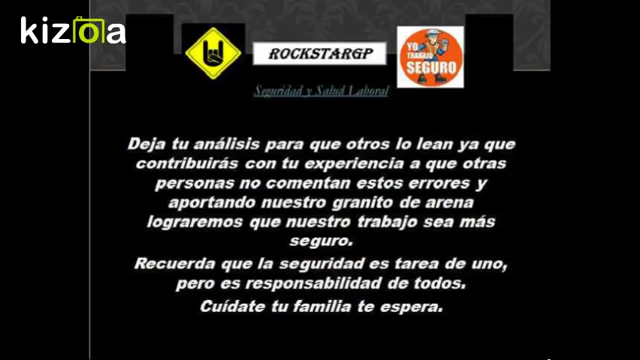 kizoa
ROCKSTARGP
YO
TRABAJO
SEGURO
Seguridad y Salud Laboral
Deja tu análisis para que otros lo lean ya que
contribuirás con tu experiencia a que otras
personas no comentan estos errores y
aportando nuestro granito de arena
lograremos que nuestro trabajo sea más
seguro.
Recuerda que la seguridad es tarea de uno,
pero es responsabilidad de todos.
Cuídate tu familia te espera.